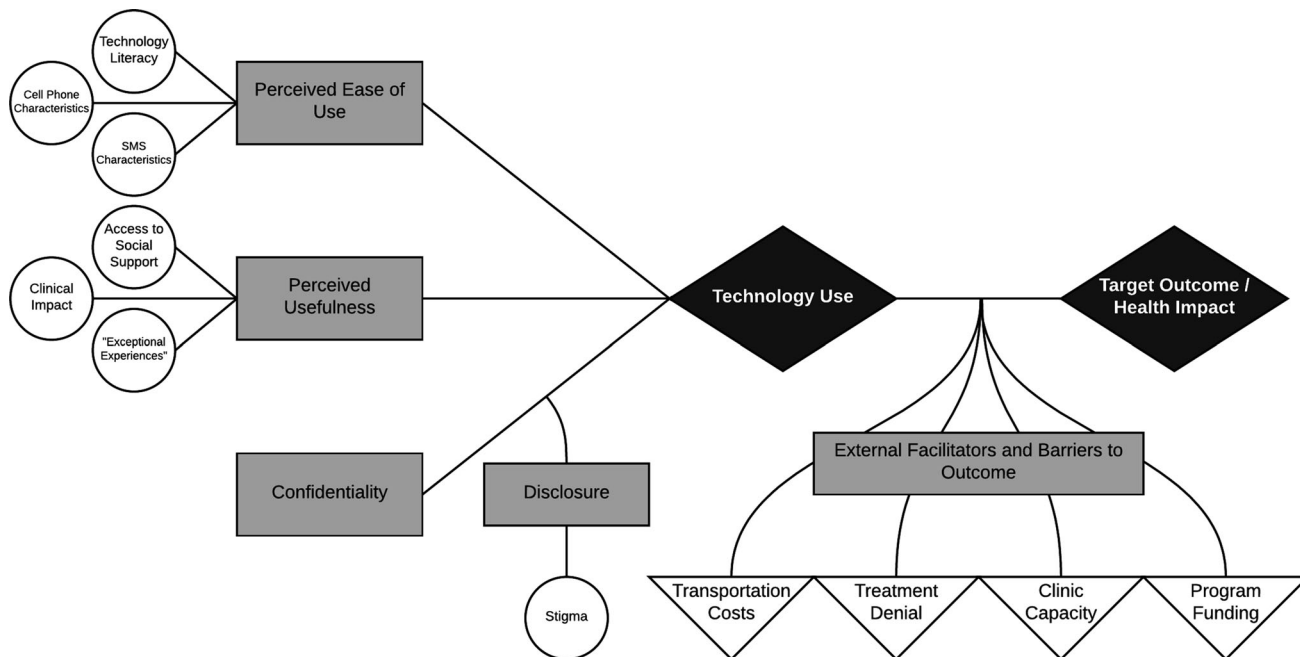 Technology
Literacy
Cell Phone
Characteristics
SMS
Characteristics
Perceived Ease of
Use
Access to
Social
Support
Clinical
Impact
"Exceptional
Experiences"
Perceived
Usefulness
Technology Use
Target Outcome /
Health Impact
Confidentiality
Disclosure
Stigma
External Facilitators and Barriers to
Outcome
Transportation
Costs
Treatment
Denial
Clinic
Capacity
Program
Funding